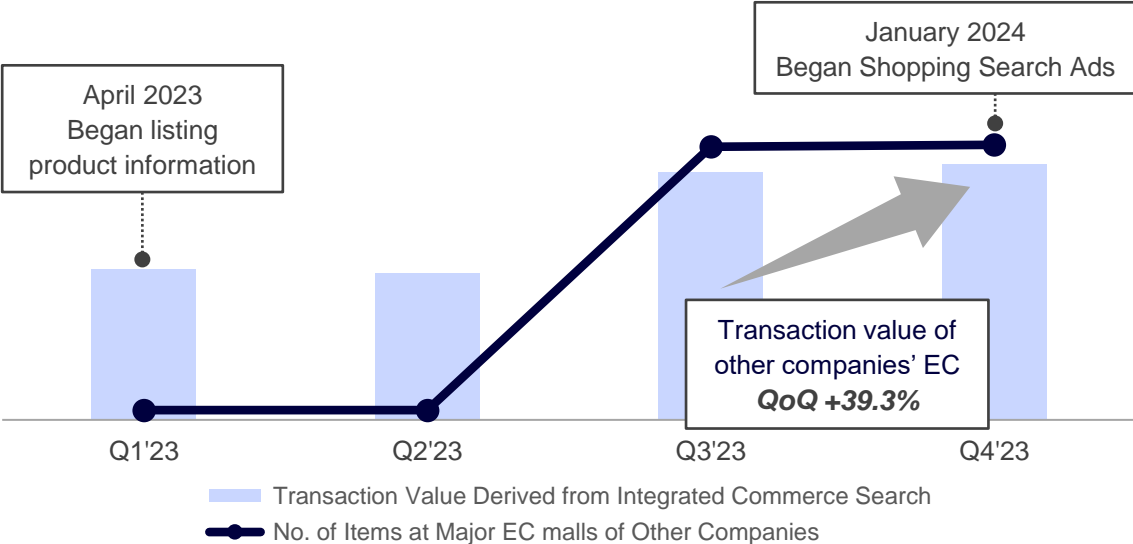 April 2023
Began listing
product information
January 2024
Began Shopping Search Ads
Transaction value of
other companies’ EC
QoQ +39.3%
Q1'23
Q2'23
Q3'23
Q4'23
Transaction Value Derived from Integrated Commerce Search
No. of Items at Major EC malls of Other Companies